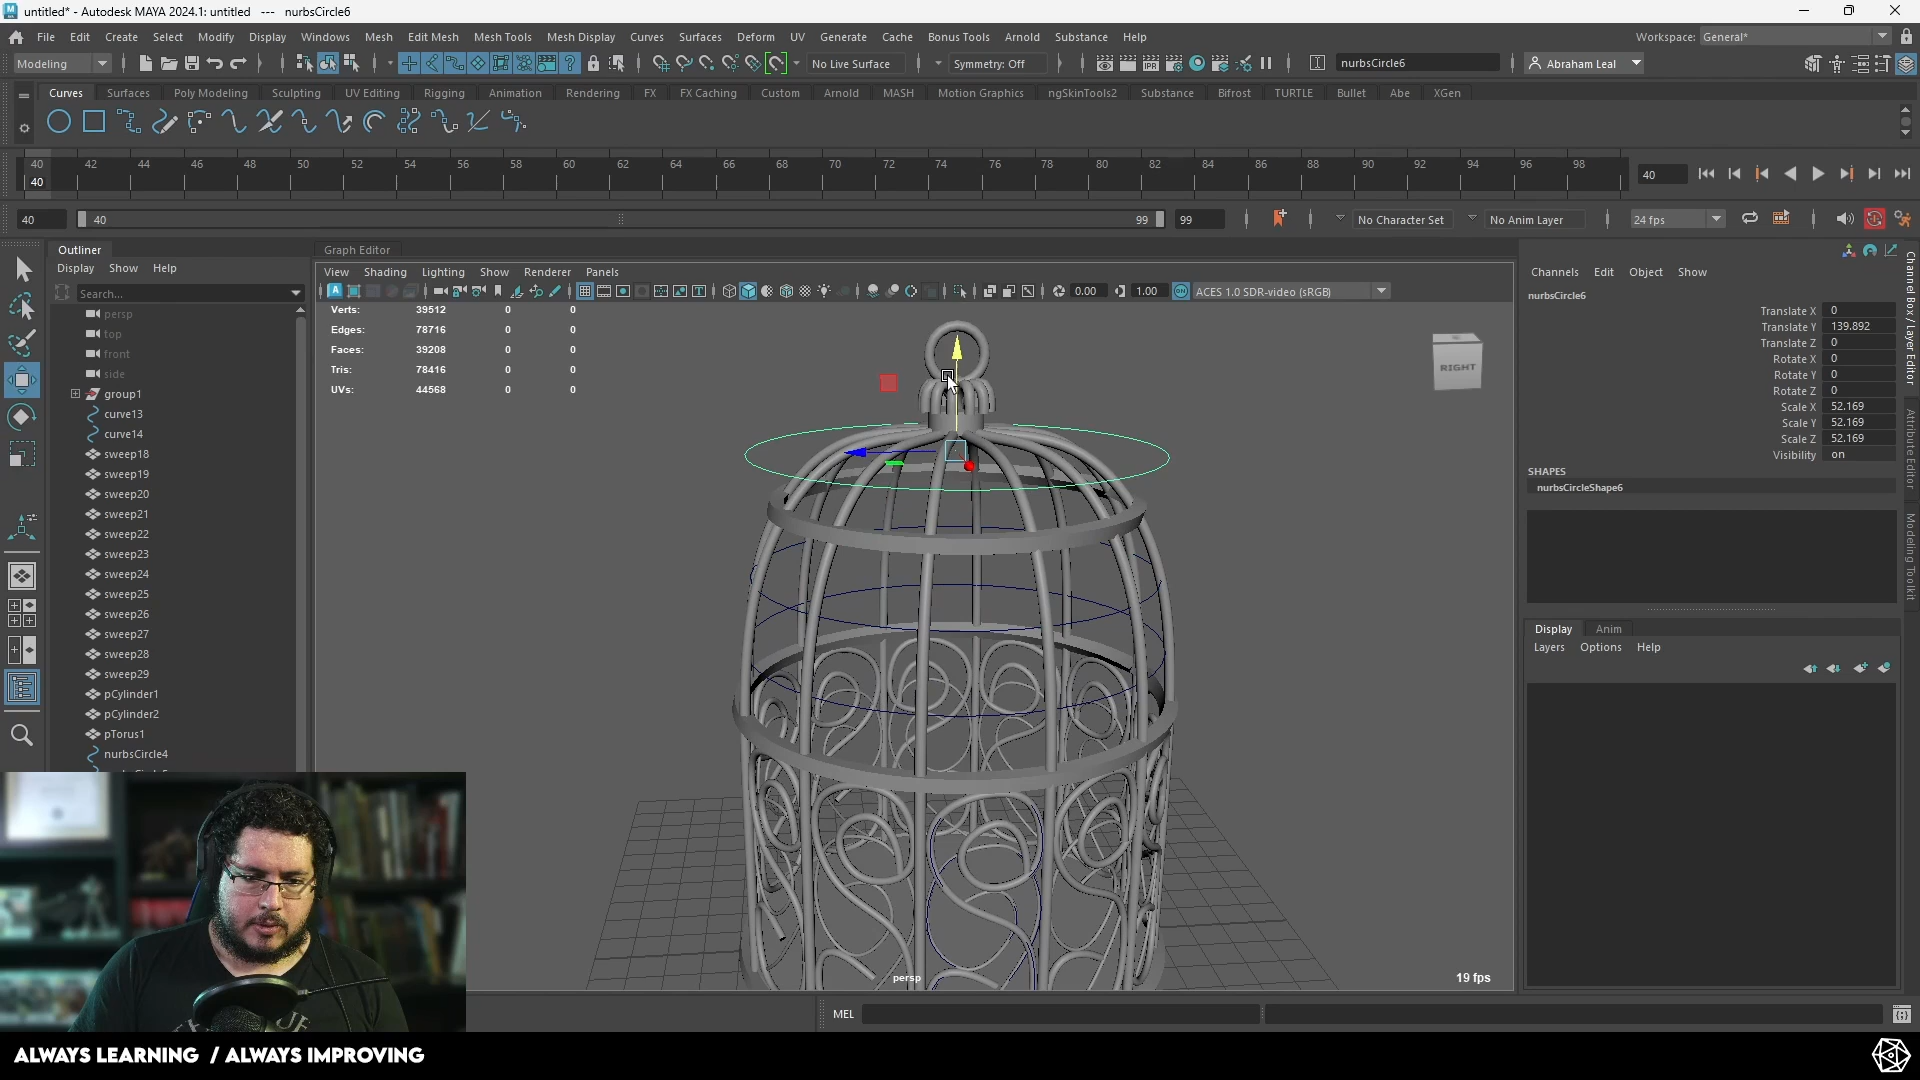 untitled* - Autodesk MAYA 2024.1: untitled --- nurbsCircle6
File Edit Create Select Modify Display Windows Mesh Edit Mesh Mesh Tools Mesh Display Curves Surfaces Deform UV Generate Cache Bonus Tools Arnold Substance Help
Workspace: General*
Modeling No Live Surface Symmetry: Off nurbsCircle6 Abraham Leal
Curves Surfaces Poly Modeling Sculpting UV Editing Rigging Animation Rendering FX FX Caching Custom Arnold MASH Motion Graphics ngSkinTools2 Substance Bifrost TURTLE Bullet Abe XGen
40 42 44 46 48 50 52 54 56 58 60 62 64 66 68 70 72 74 76 78 80 82 84 86 88 90 92 94 96 98
40 40
40 40 99 99 No Character Set No Anim Layer 24 fps
Outliner
Display Show Help
Search...
persp
top
front
side
group1
curve13
curve14
sweep18
sweep19
sweep20
sweep21
sweep22
sweep23
sweep24
sweep25
sweep26
sweep27
sweep28
sweep29
pCylinder1
pCylinder2
pTorus1
nurbsCircle4
Graph Editor
View Shading Lighting Show Renderer Panels
0.00 1.00 ACES 1.0 SDR-video (sRGB)
Verts: 39512 0 0
Edges: 78716 0 0
Faces: 39208 0 0
Tris: 78416 0 0
UVs: 44568 0 0
RIGHT
persp
19 fps
Channels Edit Object Show
nurbsCircle6
Translate X 0
Translate Y 139.892
Translate Z 0
Rotate X 0
Rotate Y 0
Rotate Z 0
Scale X 52.169
Scale Y 52.169
Scale Z 52.169
Visibility on
SHAPES
nurbsCircleShape6
Display Anim
Layers Options Help
Channel Box / Layer Editor
Attribute Editor
Modeling Toolkit
MEL
ALWAYS LEARNING / ALWAYS IMPROVING